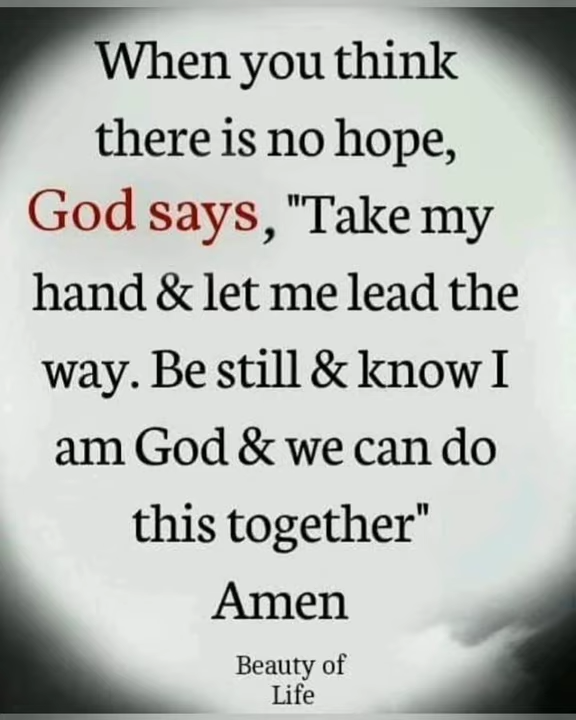 When you think
there is no hope,
God says, "Take my
hand & let me lead the
way. Be still & know I
am God & we can do
this together"
Amen
Beauty of
Life